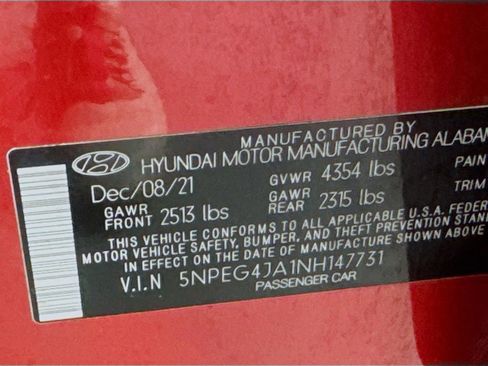 MANUFACTURED BY
HYUNDAI MOTOR MANUFACTURING ALABAM
Dec/08/21 GVWR 4354 lbs PAIN
GAWR FRONT 2513 lbs GAWR REAR 2315 lbs TRIM
THIS VEHICLE CONFORMS TO ALL APPLICABLE U.S.A. FEDER
MOTOR VEHICLE SAFETY, BUMPER, AND THEFT PREVENTION STAND
IN EFFECT ON THE DATE OF MANUFACTURE SHOWN ABOVE
V.I.N 5NPEG4JA1NH147731
PASSENGER CAR